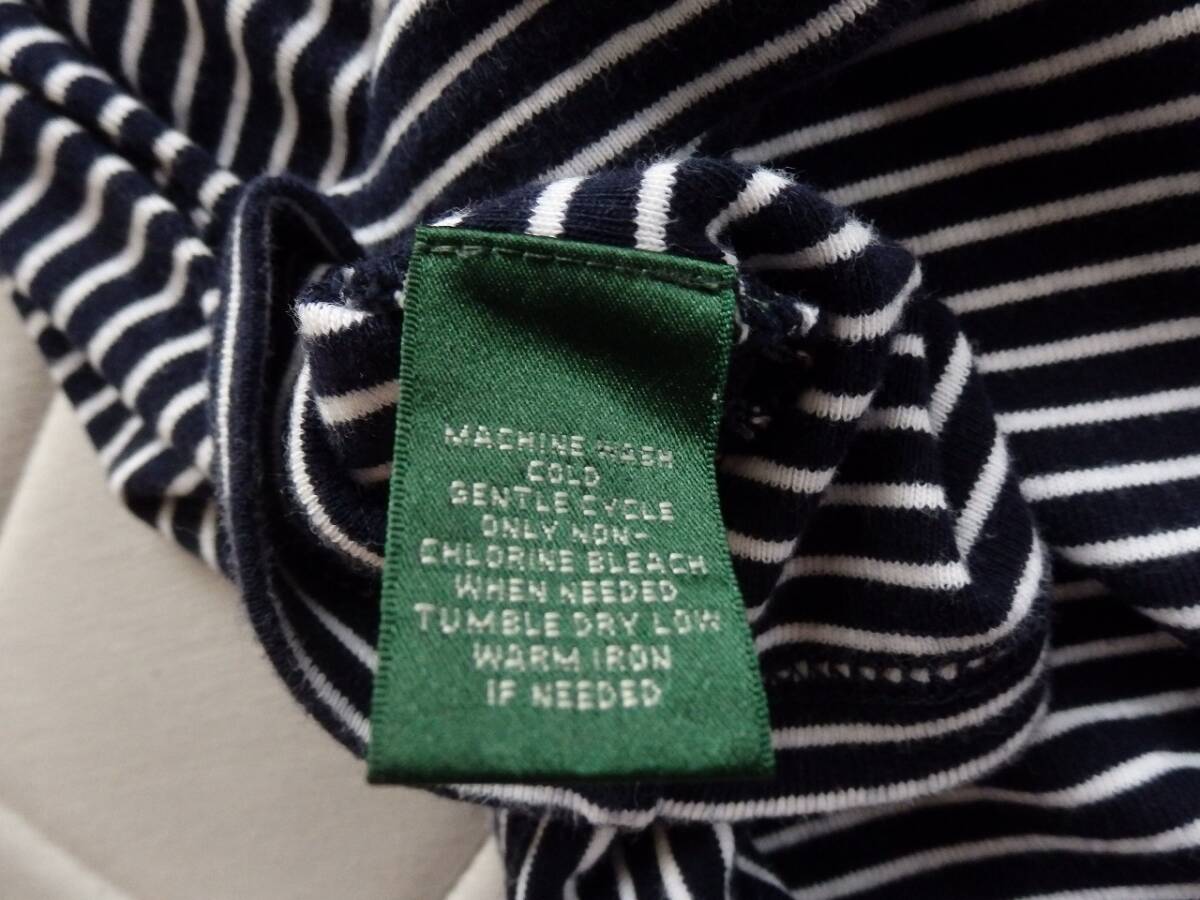 MACHINE WASH
COLD
GENTLE CYCLE
ONLY NON-
CHLORINE BLEACH
WHEN NEEDED
TUMBLE DRY LOW
WARM IRON
IF NEEDED